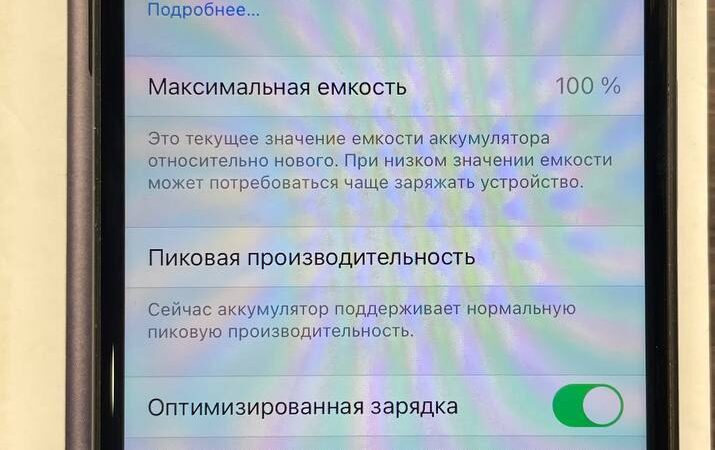 Подробнее...
Максимальная емкость 100 %
Это текущее значение емкости аккумулятора
относительно нового. При низком значении емкости
может потребоваться чаще заряжать устройство.
Пиковая производительность
Сейчас аккумулятор поддерживает нормальную
пиковую производительность.
Оптимизированная зарядка